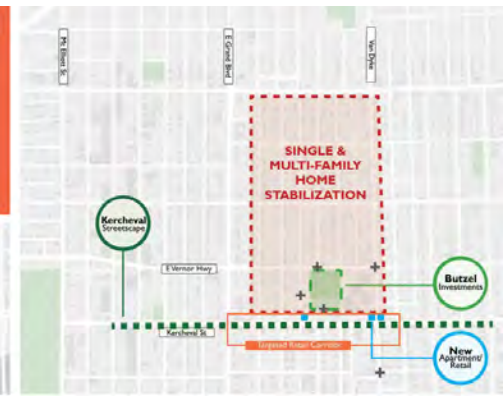 Mc Elliott St.
E Grand Blvd
Van Dyke
SINGLE &
MULTI-FAMILY
HOME
STABILIZATION
Kercheval
Streetscape
E Vernor Hwy
Butzel
Investments
Kercheval St.
Targeted Retail Corridor
New
Apartment/
Retail